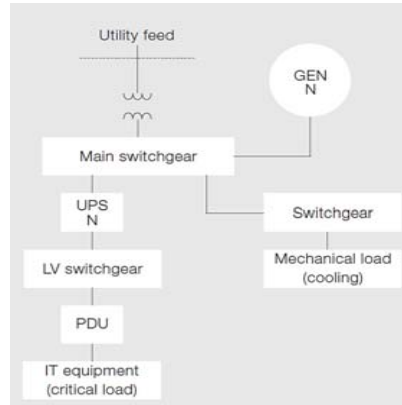 Utility feed
GEN
N
Main switchgear
UPS
N
Switchgear
LV switchgear
Mechanical load
(cooling)
PDU
IT equipment
(critical load)